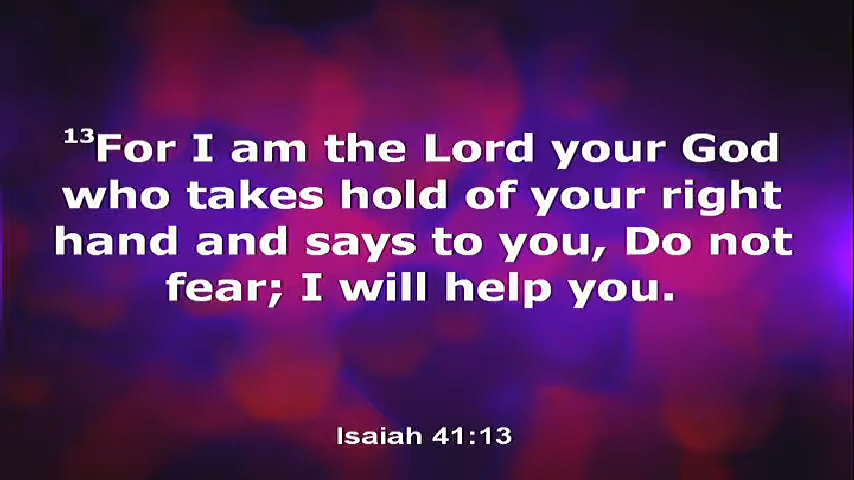 13For I am the Lord your God
who takes hold of your right
hand and says to you, Do not
fear; I will help you.
Isaiah 41:13